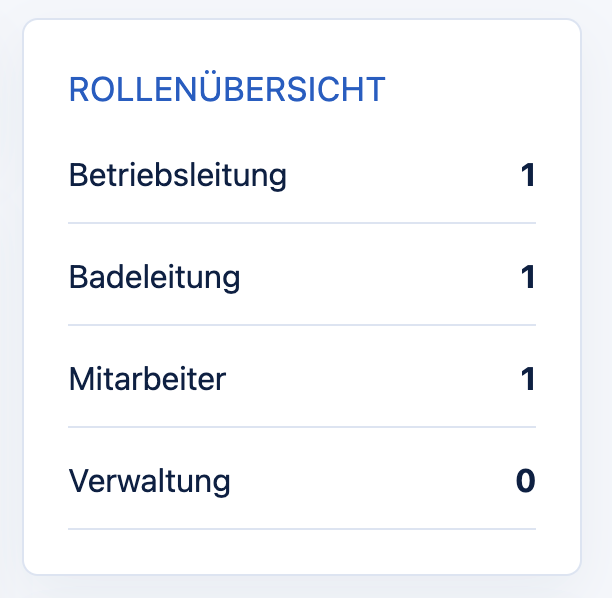 ROLLENÜBERSICHT
Betriebsleitung 1
Badeleitung 1
Mitarbeiter 1
Verwaltung 0